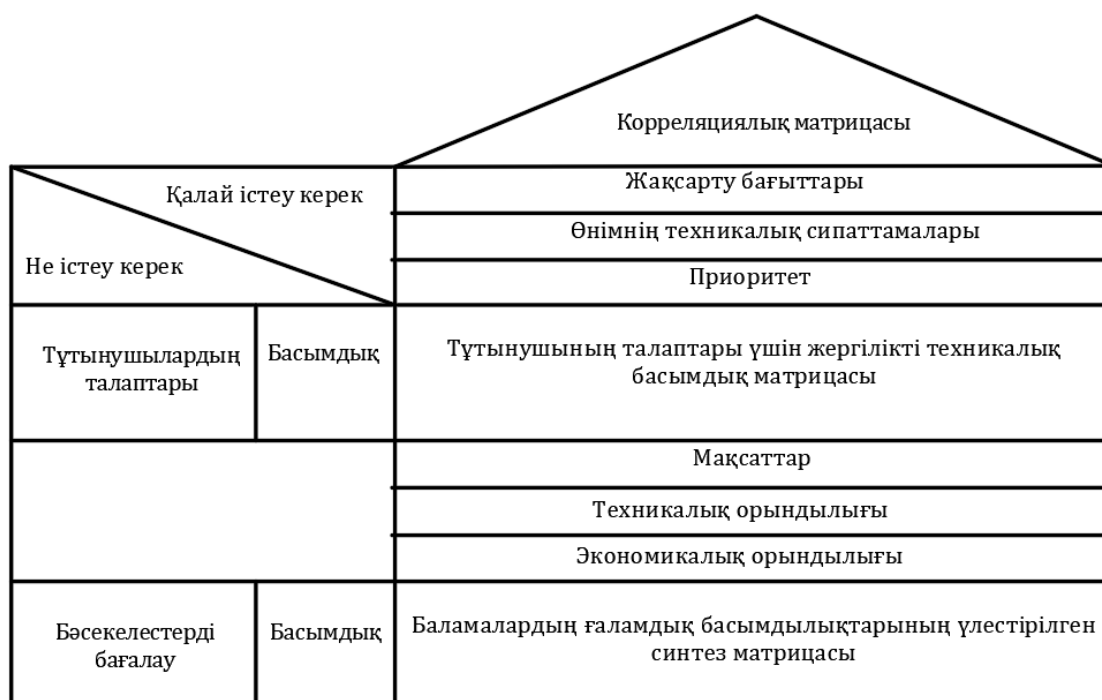 Корреляциялық матрицасы
Қалай істеу керек
Жақсарту бағыттары
Өнімнің техникалық сипаттамалары
Не істеу керек
Приоритет
Тұтынушылардың
талаптары
Басымдық
Тұтынушының талаптары үшін жергілікті техникалық
басымдық матрицасы
Мақсаттар
Техникалық орындылығы
Экономикалық орындылығы
Бәсекелестерді
бағалау
Басымдық
Баламалардың ғаламдық басымдылықтарының үлестірілген
синтез матрицасы